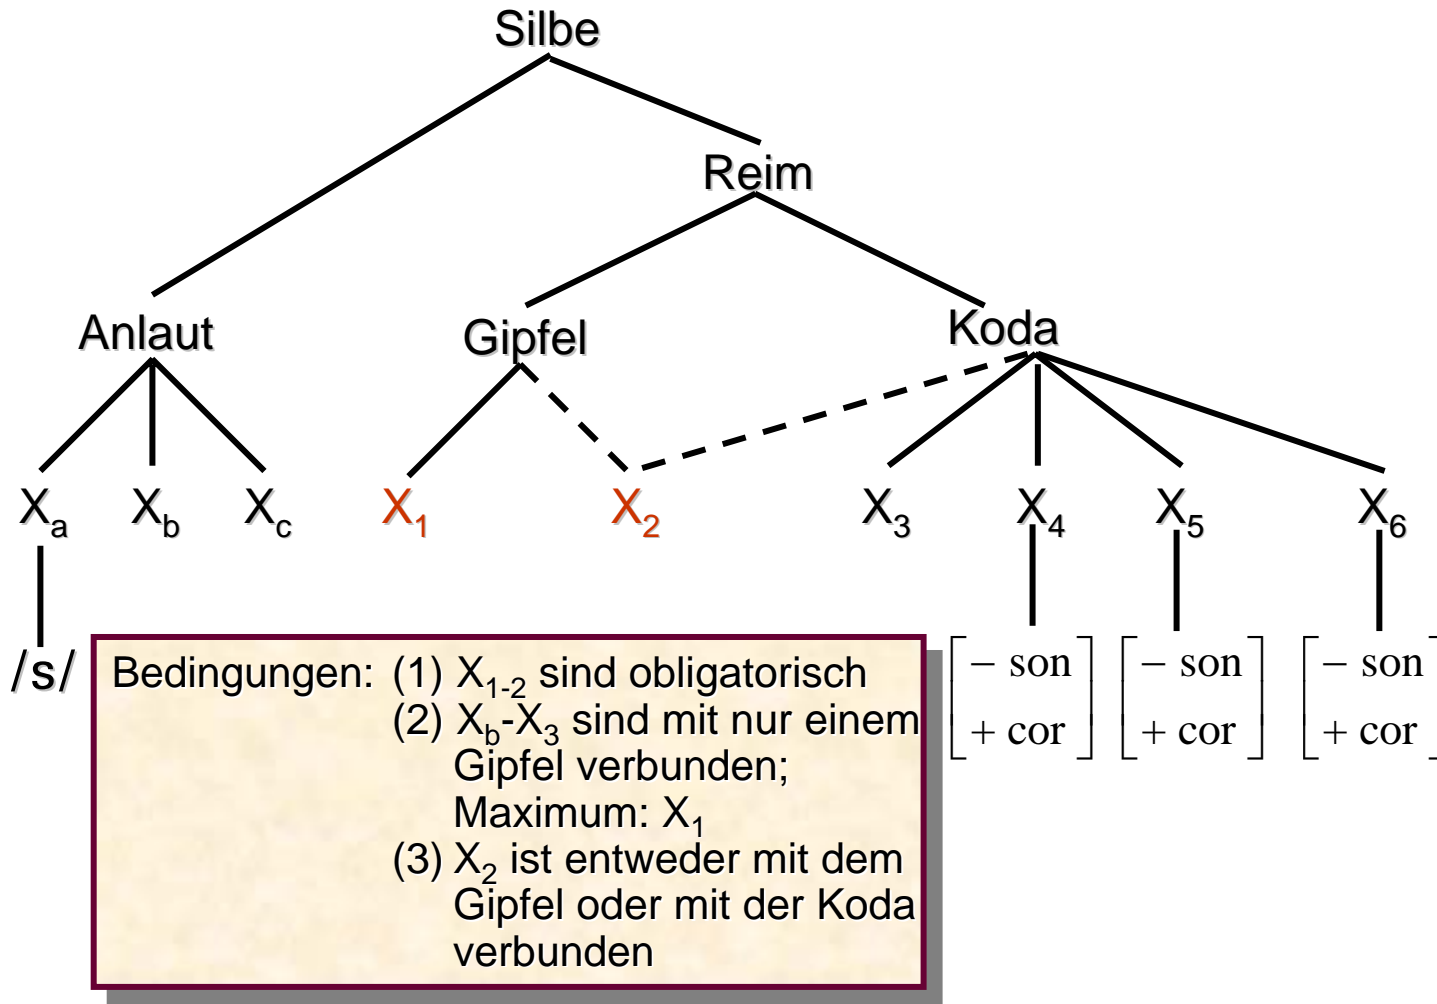 Silbe
Reim
Anlaut Gipfel Koda
Xa Xb Xc X1 X2 X3 X4 X5 X6
/s/
[− son + cor] [− son + cor] [− son + cor]
Bedingungen: (1) X1-2 sind obligatorisch
(2) Xb-X3 sind mit nur einem
Gipfel verbunden;
Maximum: X1
(3) X2 ist entweder mit dem
Gipfel oder mit der Koda
verbunden